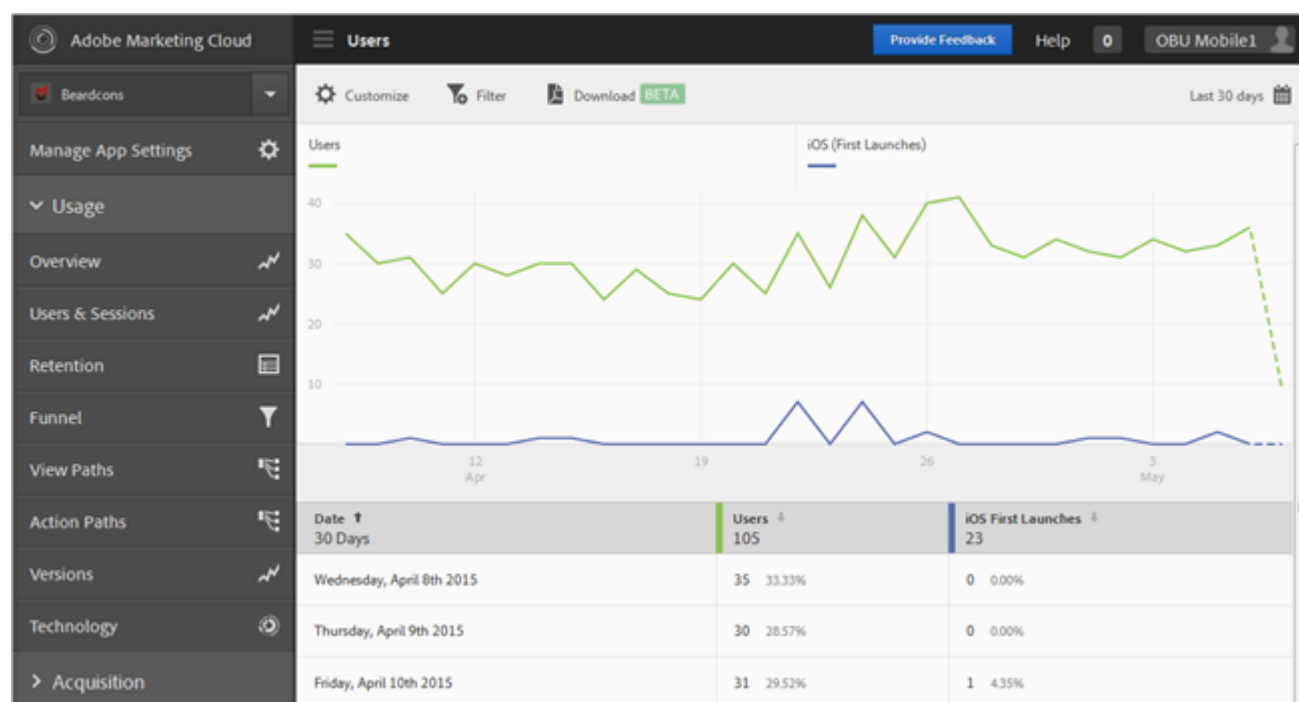 Adobe Marketing Cloud
Users
Provide Feedback
Help
0
OBU Mobile1
Beardcons
Customize
Filter
Download BETA
Last 30 days
Manage App Settings
Usage
Overview
Users & Sessions
Retention
Funnel
View Paths
Action Paths
Versions
Technology
Acquisition
Users
iOS (First Launches)
40
30
20
10
12
Apr
19
26
3
May
Date
30 Days
Users
105
iOS First Launches
23
Wednesday, April 8th 2015 35 33.33% 0 0.00%
Thursday, April 9th 2015 30 28.57% 0 0.00%
Friday, April 10th 2015 31 29.52% 1 4.35%